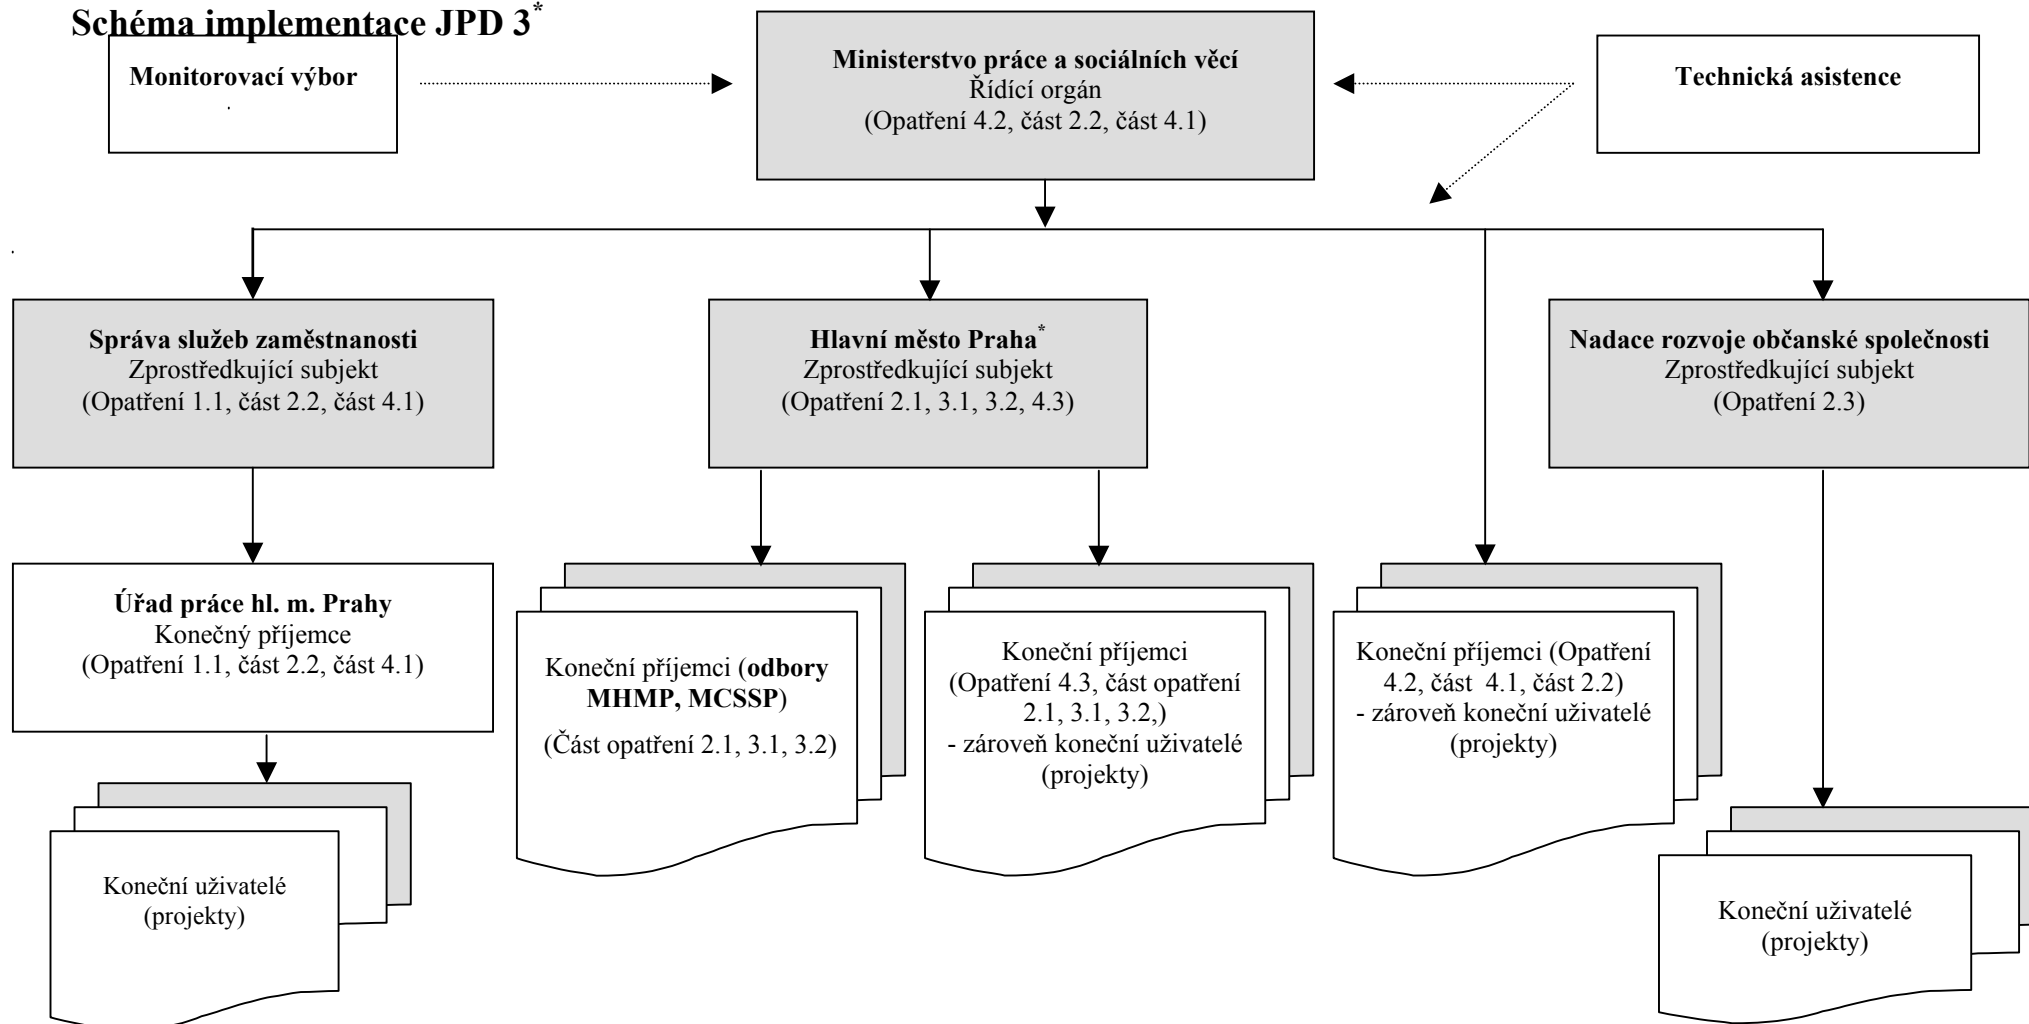 Schéma implementace JPD 3*
Monitorovací výbor
Ministerstvo práce a sociálních věcí
Řídící orgán
(Opatření 4.2, část 2.2, část 4.1)
Technická asistence
Správa služeb zaměstnanosti
Zprostředkující subjekt
(Opatření 1.1, část 2.2, část 4.1)
Hlavní město Praha*
Zprostředkující subjekt
(Opatření 2.1, 3.1, 3.2, 4.3)
Nadace rozvoje občanské společnosti
Zprostředkující subjekt
(Opatření 2.3)
Úřad práce hl. m. Prahy
Konečný příjemce
(Opatření 1.1, část 2.2, část 4.1)
Koneční příjemci (odbory
MHMP, MCSSP)
(Část opatření 2.1, 3.1, 3.2)
Koneční příjemci
(Opatření 4.3, část opatření
2.1, 3.1, 3.2,)
- zároveň koneční uživatelé
(projekty)
Koneční příjemci (Opatření
4.2, část 4.1, část 2.2)
- zároveň koneční uživatelé
(projekty)
Koneční uživatelé
(projekty)
Koneční uživatelé
(projekty)